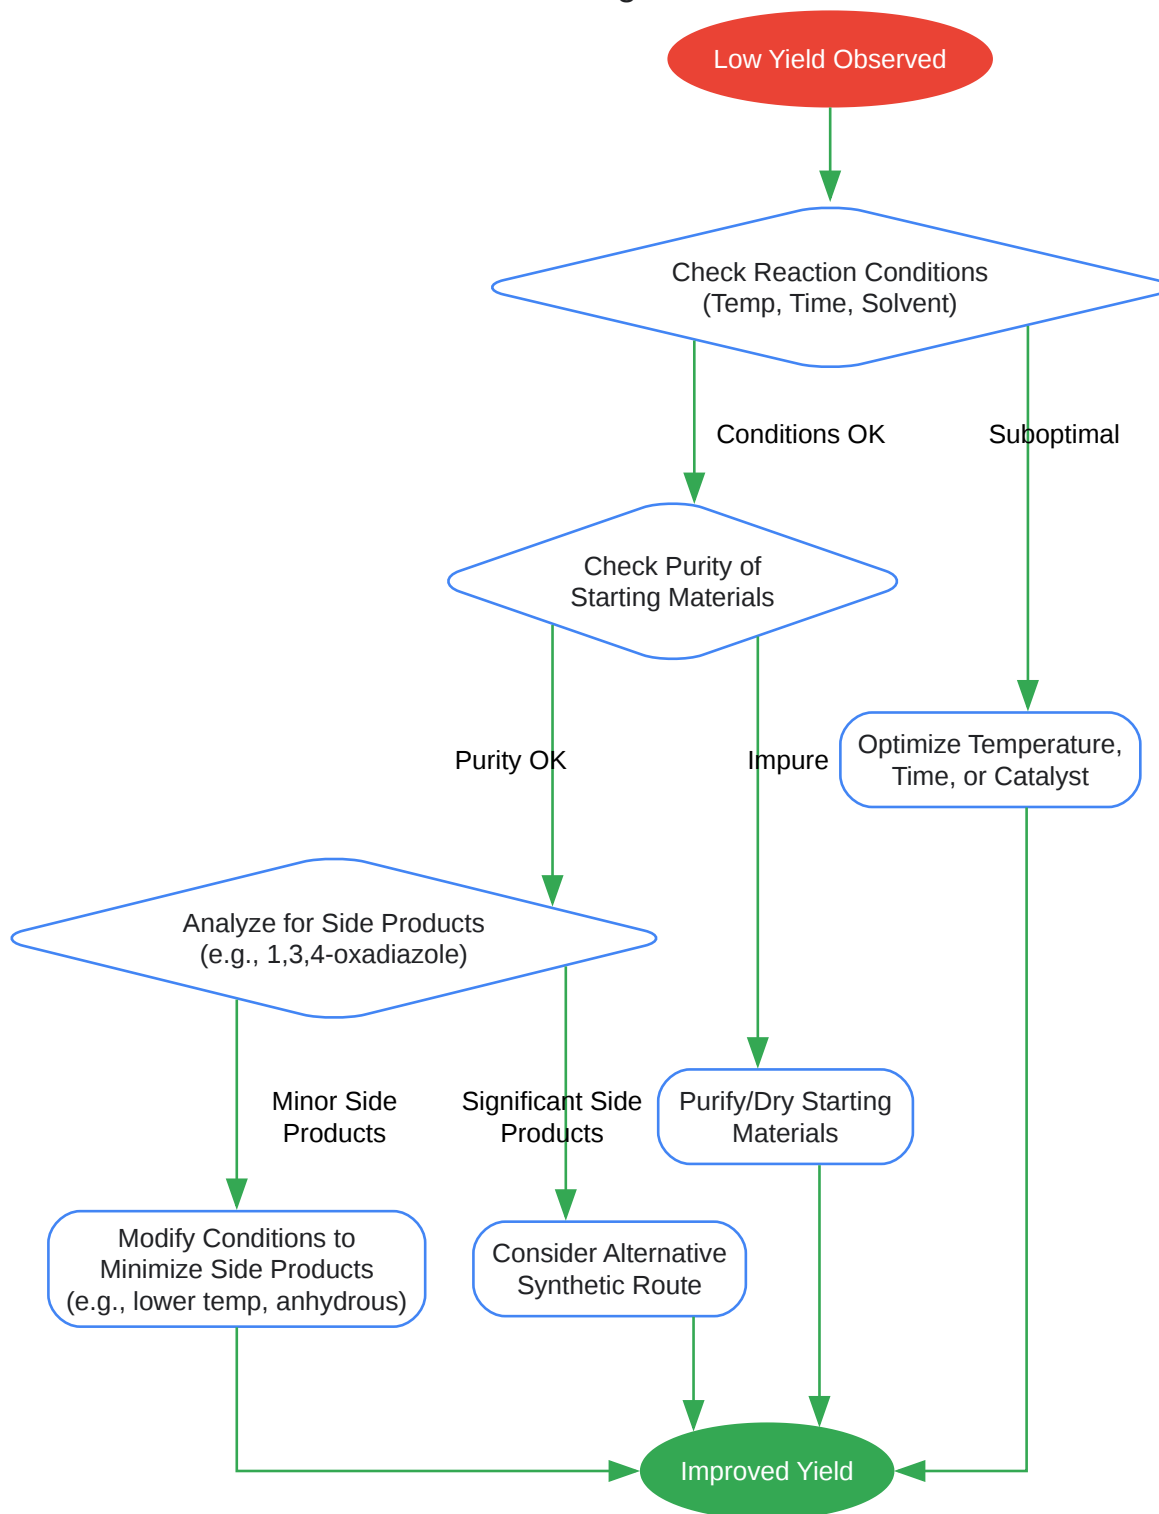 Low Yield Observed
Check Reaction Conditions
(Temp, Time, Solvent)
Conditions OK
Suboptimal
Check Purity of
Starting Materials
Optimize Temperature,
Time, or Catalyst
Purity OK
Impure
Analyze for Side Products
(e.g., 1,3,4-oxadiazole)
Minor Side
Products
Significant Side
Products
Purify/Dry Starting
Materials
Modify Conditions to
Minimize Side Products
(e.g., lower temp, anhydrous)
Consider Alternative
Synthetic Route
Improved Yield